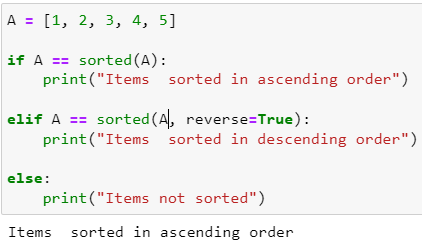 A = [1, 2, 3, 4, 5]
if A == sorted(A):
    print("Items  sorted in ascending order")
elif A == sorted(A, reverse=True):
    print("Items  sorted in descending order")
else:
    print("Items not sorted")
Items  sorted in ascending order